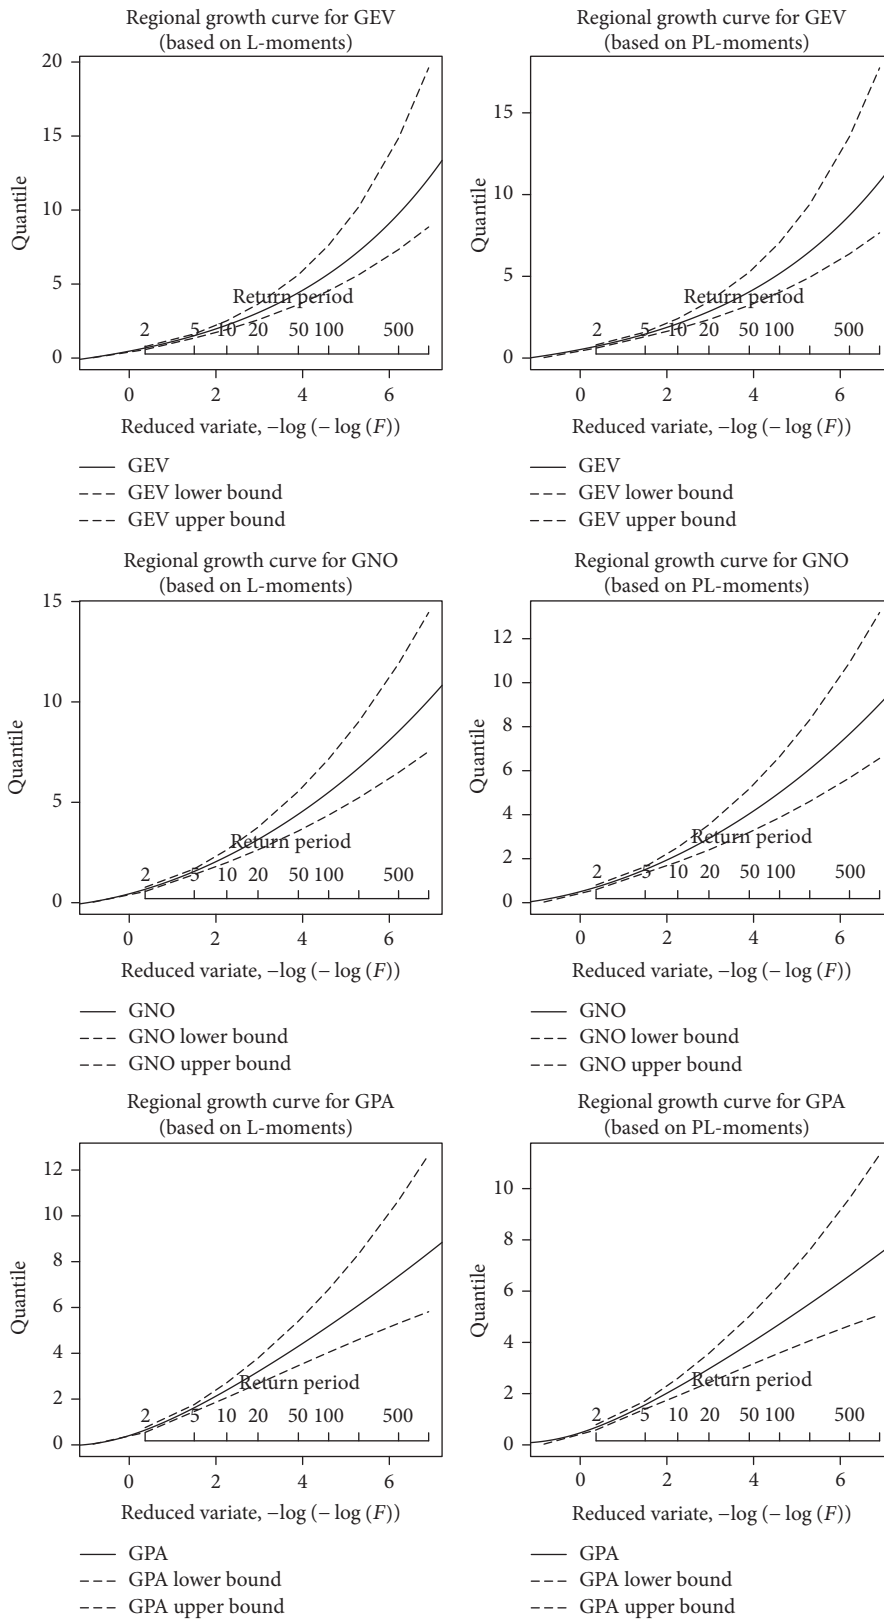 Regional growth curve for GEV
(based on L-moments)
20
15
10
5
0
Quantile
Return period
2 5 10 20 50 100 500
0 2 4 6
Reduced variate, −log (− log (F))
GEV
GEV lower bound
GEV upper bound
Regional growth curve for GEV
(based on PL-moments)
15
10
5
0
Quantile
Return period
2 5 10 20 50 100 500
0 2 4 6
Reduced variate, −log (− log (F))
GEV
GEV lower bound
GEV upper bound
Regional growth curve for GNO
(based on L-moments)
15
10
5
0
Quantile
Return period
2 5 10 20 50 100 500
0 2 4 6
Reduced variate, −log (− log (F))
GNO
GNO lower bound
GNO upper bound
Regional growth curve for GNO
(based on PL-moments)
12
10
8
6
4
2
0
Quantile
Return period
2 5 10 20 50 100 500
0 2 4 6
Reduced variate, −log (− log (F))
GNO
GNO lower bound
GNO upper bound
Regional growth curve for GPA
(based on L-moments)
12
10
8
6
4
2
0
Quantile
Return period
2 5 10 20 50 100 500
0 2 4 6
Reduced variate, −log (− log (F))
GPA
GPA lower bound
GPA upper bound
Regional growth curve for GPA
(based on PL-moments)
10
8
6
4
2
0
Quantile
Return period
2 5 10 20 50 100 500
0 2 4 6
Reduced variate, −log (− log (F))
GPA
GPA lower bound
GPA upper bound